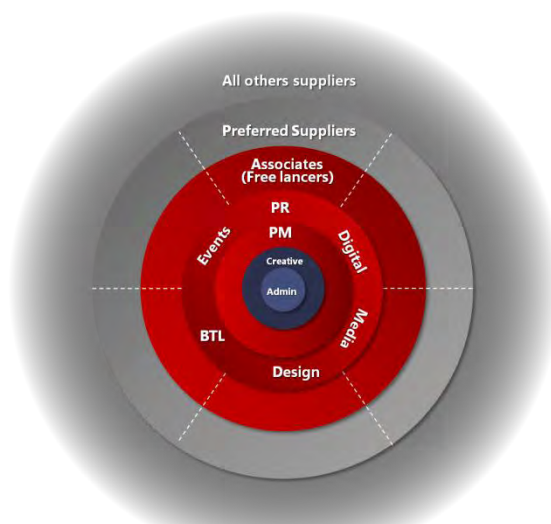 All others suppliers
Preferred Suppliers
Associates
(Free lancers)
PR
PM
Events
Digital
Creative
Admin
BTL
Media
Design